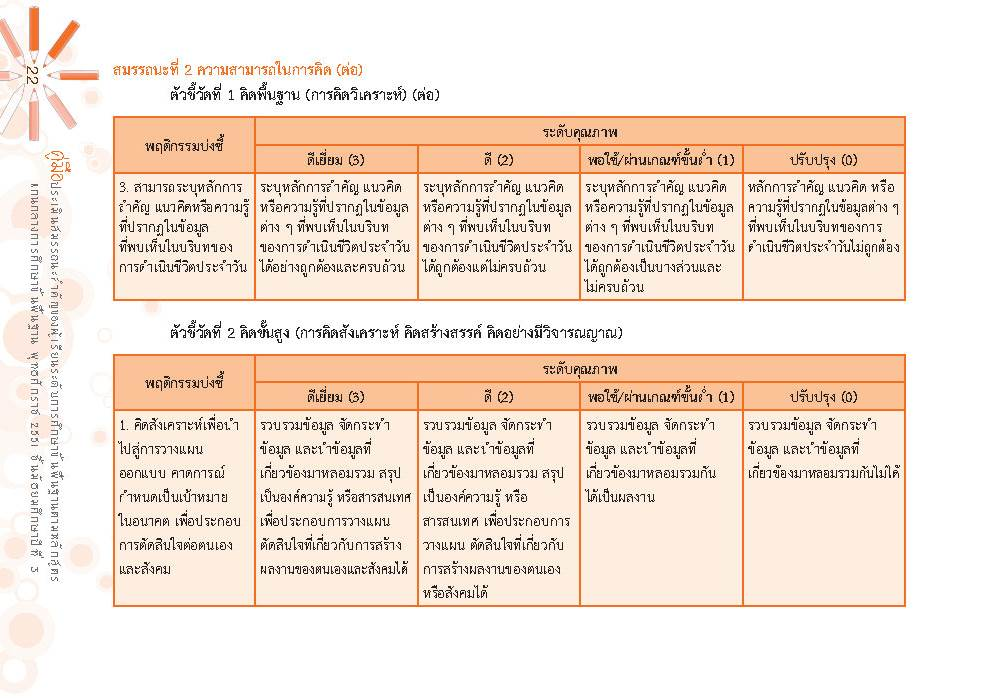 22
คู่มือประเมินสมรรถนะสำคัญของผู้เรียนระดับการศึกษาขั้นพื้นฐานตามหลักสูตร
แกนกลางการศึกษาขั้นพื้นฐาน พุทธศักราช 2551 ชั้นมัธยมศึกษาปีที่ 3
สมรรถนะที่ 2 ความสามารถในการคิด (ต่อ)
ตัวชี้วัดที่ 1 คิดพื้นฐาน (การคิดวิเคราะห์) (ต่อ)
พฤติกรรมบ่งชี้
ระดับคุณภาพ
ดีเยี่ยม (3)
ดี (2)
พอใช้/ผ่านเกณฑ์ขั้นต่ำ (1)
ปรับปรุง (0)
3. สามารถระบุหลักการ
สำคัญ แนวคิดหรือความรู้
ที่ปรากฏในข้อมูล
ที่พบเห็นในบริบทของ
การดำเนินชีวิตประจำวัน
ระบุหลักการสำคัญ แนวคิด
หรือความรู้ที่ปรากฏในข้อมูล
ต่าง ๆ ที่พบเห็นในบริบท
ของการดำเนินชีวิตประจำวัน
ได้อย่างถูกต้องและครบถ้วน
ระบุหลักการสำคัญ แนวคิด
หรือความรู้ที่ปรากฏในข้อมูล
ต่าง ๆ ที่พบเห็นในบริบท
ของการดำเนินชีวิตประจำวัน
ได้ถูกต้องแต่ไม่ครบถ้วน
ระบุหลักการสำคัญ แนวคิด
หรือความรู้ที่ปรากฏในข้อมูล
ต่าง ๆ ที่พบเห็นในบริบท
ของการดำเนินชีวิตประจำวัน
ได้ถูกต้องเป็นบางส่วนและ
ไม่ครบถ้วน
หลักการสำคัญ แนวคิด หรือ
ความรู้ที่ปรากฏในข้อมูลต่าง ๆ
ที่พบเห็นในบริบทของการ
ดำเนินชีวิตประจำวันไม่ถูกต้อง
ตัวชี้วัดที่ 2 คิดขั้นสูง (การคิดสังเคราะห์ คิดสร้างสรรค์ คิดอย่างมีวิจารณญาณ)
พฤติกรรมบ่งชี้
ระดับคุณภาพ
ดีเยี่ยม (3)
ดี (2)
พอใช้/ผ่านเกณฑ์ขั้นต่ำ (1)
ปรับปรุง (0)
1. คิดสังเคราะห์เพื่อนำ
ไปสู่การวางแผน
ออกแบบ คาดการณ์
กำหนดเป็นเป้าหมาย
ในอนาคต เพื่อประกอบ
การตัดสินใจต่อตนเอง
และสังคม
รวบรวมข้อมูล จัดกระทำ
ข้อมูล และนำข้อมูลที่
เกี่ยวข้องมาหลอมรวม สรุป
เป็นองค์ความรู้ หรือสารสนเทศ
เพื่อประกอบการวางแผน
ตัดสินใจที่เกี่ยวกับการสร้าง
ผลงานของตนเองและสังคมได้
รวบรวมข้อมูล จัดกระทำ
ข้อมูล และนำข้อมูลที่
เกี่ยวข้องมาหลอมรวม สรุป
เป็นองค์ความรู้ หรือ
สารสนเทศ เพื่อประกอบการ
วางแผน ตัดสินใจที่เกี่ยวกับ
การสร้างผลงานของตนเอง
หรือสังคมได้
รวบรวมข้อมูล จัดกระทำ
ข้อมูล และนำข้อมูลที่
เกี่ยวข้องมาหลอมรวมกัน
ได้เป็นผลงาน
รวบรวมข้อมูล จัดกระทำ
ข้อมูล และนำข้อมูลที่
เกี่ยวข้องมาหลอมรวมกันไม่ได้